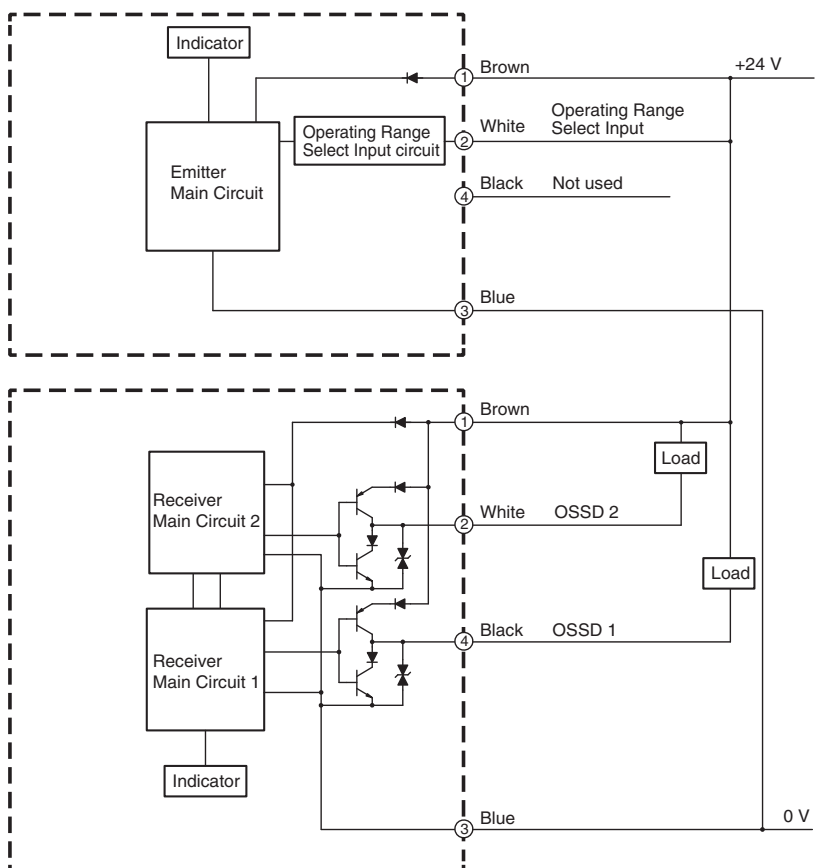 Indicator
Emitter
Main Circuit
Operating Range
Select Input circuit
1
Brown
+24 V
2
White
Operating Range
Select Input
4
Black
Not used
3
Blue
Receiver
Main Circuit 2
Receiver
Main Circuit 1
Indicator
1
Brown
Load
2
White
OSSD 2
Load
4
Black
OSSD 1
3
Blue
0 V